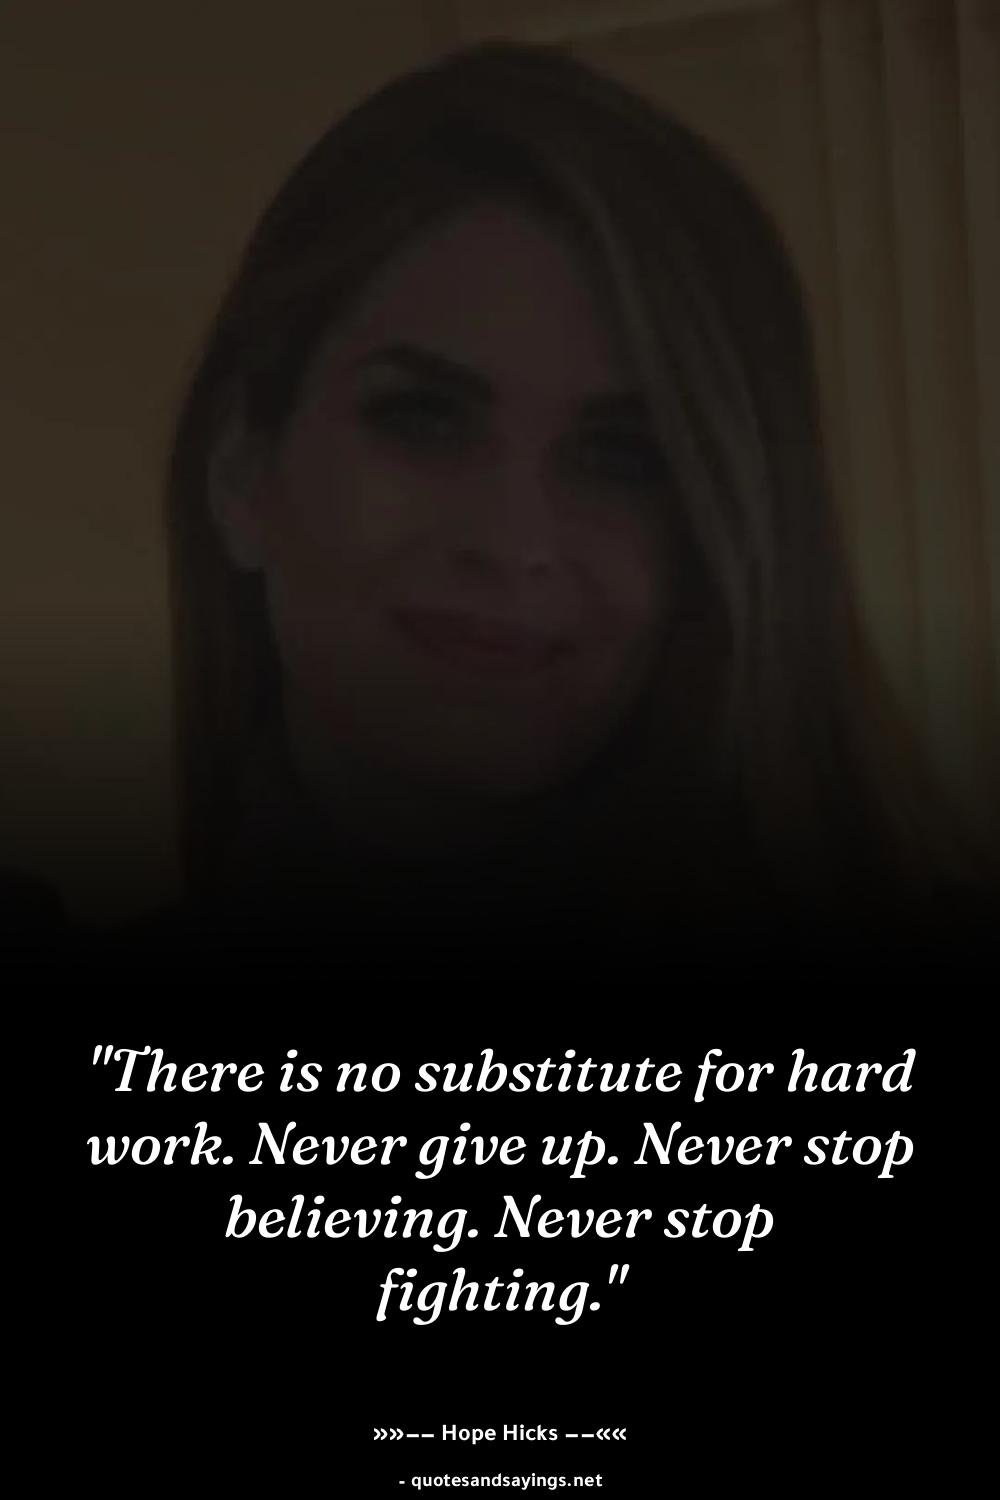 "There is no substitute for hard
work. Never give up. Never stop
believing. Never stop
fighting."
»»–– Hope Hicks ––««
- quotesandsayings.net